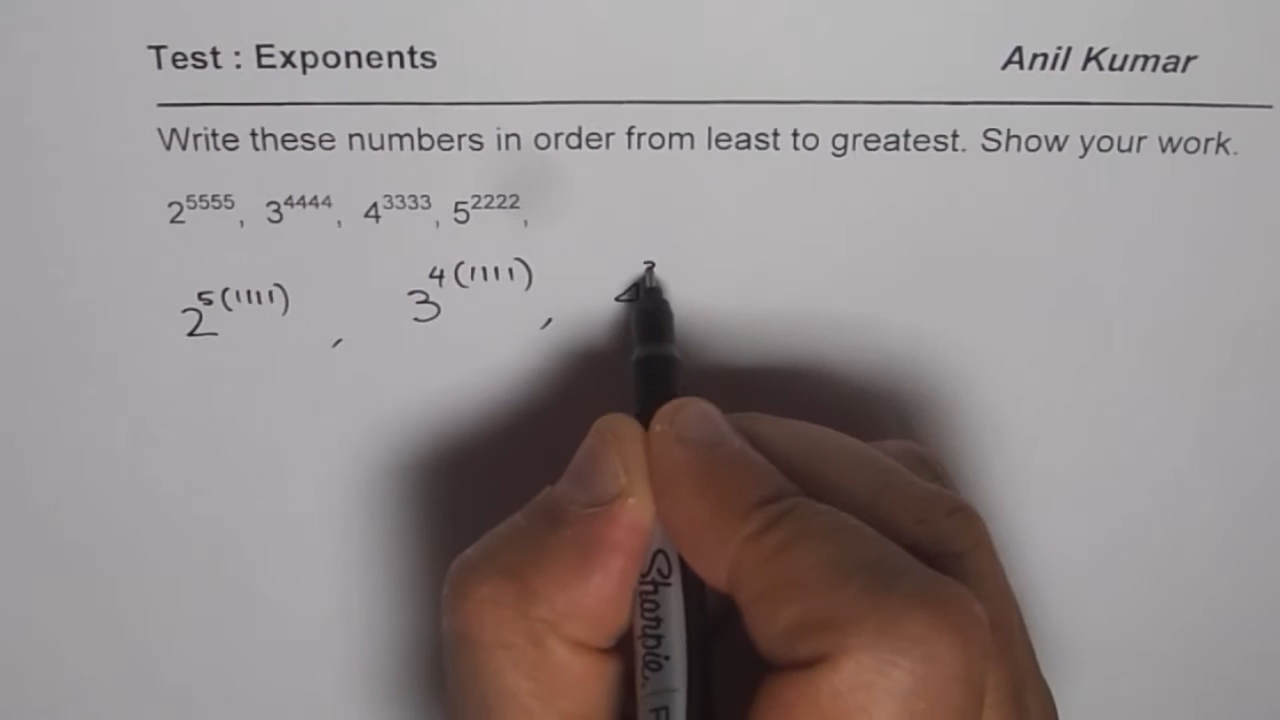 Test : Exponents Anil Kumar
Write these numbers in order from least to greatest. Show your work.
2^5555, 3^4444, 4^3333, 5^2222,
2^5(1111), 3^4(1111), 4
Sharpie.